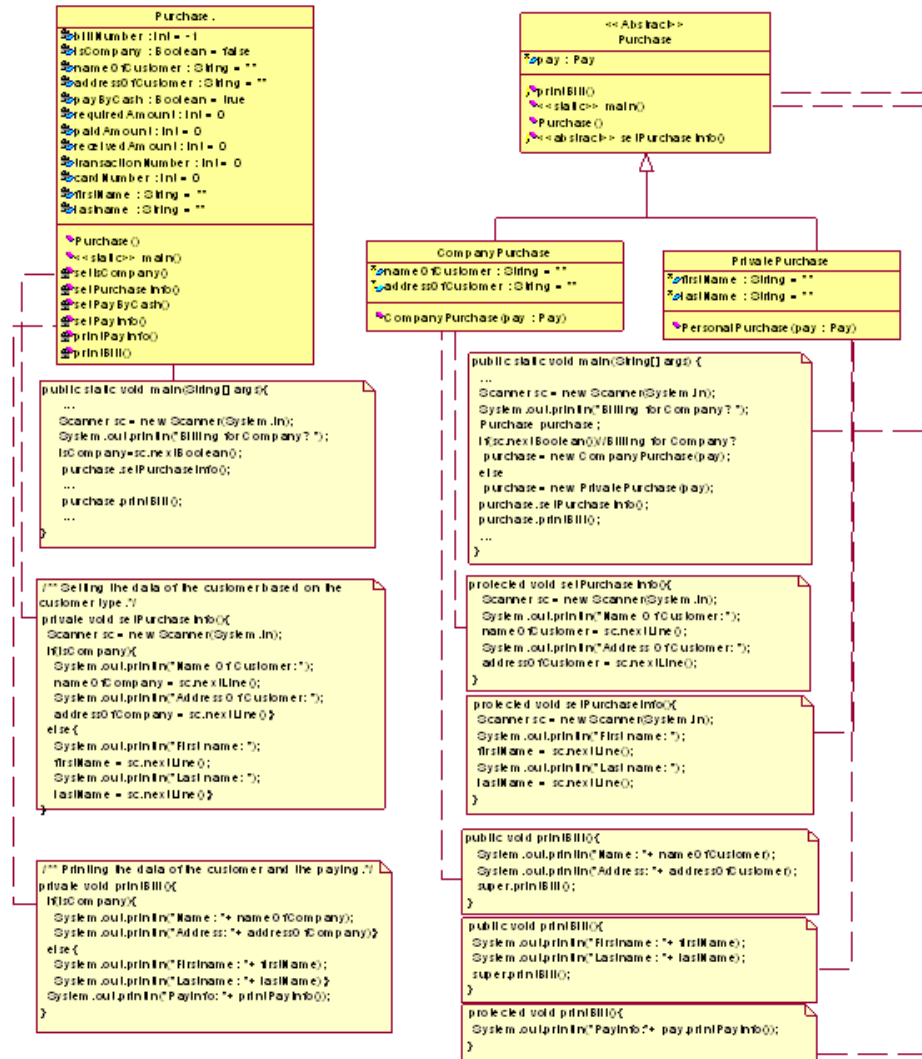 Purchase.
billNumber : Int = -1
isCompany : Boolean = false
nameOfCustomer : String = ""
addressOfCustomer : String = ""
payByCash : Boolean = true
requiredAmount : Int = 0
paidAmount : Int = 0
receivedAmount : Int = 0
transactionNumber : Int = 0
cardNumber : Int = 0
firstName : String = ""
lastname : String = ""
Purchase()
<<static>> main()
setIsCompany()
setPurchaseInfo()
setPayByCash()
setPayInfo()
printPayInfo()
printBill()
public static void main(String[] args){
...
Scanner sc = new Scanner(System.in);
System.out.println("Billing for Company? ");
isCompany=sc.nextBoolean();
purchase.setPurchaseInfo();
...
purchase.printBill();
...
}
/** Setting the data of the customer based on the
customer type.*/
private void setPurchaseInfo(){
Scanner sc = new Scanner(System.in);
if(isCompany){
System.out.println("Name Of Customer:");
nameOfCompany = sc.nextLine();
System.out.println("Address Of Customer: ");
addressOfCompany = sc.nextLine()}
else{
System.out.println("First name: ");
firstName = sc.nextLine();
System.out.println("Last name: ");
lastName = sc.nextLine()}
}
/** Printing the data of the customer and the paying.*/
private void printBill(){
if(isCompany){
System.out.println("Name: "+ nameOfCompany);
System.out.println("Address: "+ addressOfCompany)}
else{
System.out.println("Firstname: "+ firstName);
System.out.println("Lastname: "+ lastName)}
System.out.println("PayInfo: "+ printPayInfo());
}
<<Abstract>>
Purchase
pay : Pay
printBill()
<<static>> main()
Purchase()
<<abstract>> setPurchaseInfo()
CompanyPurchase
nameOfCustomer : String = ""
addressOfCustomer : String = ""
CompanyPurchase(pay : Pay)
PrivatePurchase
firstName : String = ""
lastName : String = ""
PersonalPurchase(pay : Pay)
public static void main(String[] args) {
...
Scanner sc = new Scanner(System.in);
System.out.println("Billing for Company? ");
Purchase purchase;
if(sc.nextBoolean())//Billing for Company?
purchase = new CompanyPurchase(pay);
else
purchase = new PrivatePurchase(pay);
purchase.setPurchaseInfo();
purchase.printBill();
...
}
protected void setPurchaseInfo(){
Scanner sc = new Scanner(System.in);
System.out.println("Name Of Customer:");
nameOfCustomer = sc.nextLine();
System.out.println("Address Of Customer: ");
addressOfCustomer = sc.nextLine();
}
protected void setPurchaseInfo(){
Scanner sc = new Scanner(System.in);
System.out.println("First name: ");
firstName = sc.nextLine();
System.out.println("Last name: ");
lastName = sc.nextLine();
}
public void printBill(){
System.out.println("Name: "+ nameOfCustomer);
System.out.println("Address: "+ addressOfCustomer);
super.printBill();
}
public void printBill(){
System.out.println("Firstname: "+ firstName);
System.out.println("Lastname: "+ lastName);
super.printBill();
}
protected void printBill(){
System.out.println("PayInfo:"+ pay.printPayInfo());
}